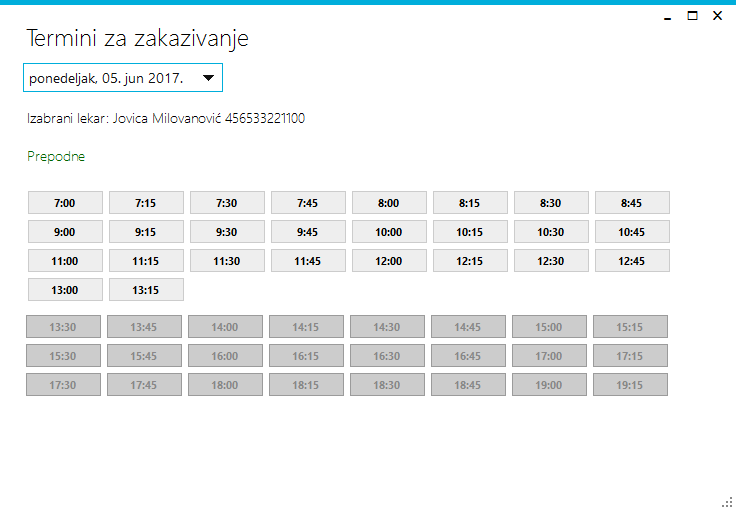 Termini za zakazivanje
ponedeljak, 05. jun 2017.
Izabrani lekar: Jovica Milovanović 456533221100
Prepodne
7:00 7:15 7:30 7:45 8:00 8:15 8:30 8:45
9:00 9:15 9:30 9:45 10:00 10:15 10:30 10:45
11:00 11:15 11:30 11:45 12:00 12:15 12:30 12:45
13:00 13:15
13:30 13:45 14:00 14:15 14:30 14:45 15:00 15:15
15:30 15:45 16:00 16:15 16:30 16:45 17:00 17:15
17:30 17:45 18:00 18:15 18:30 18:45 19:00 19:15